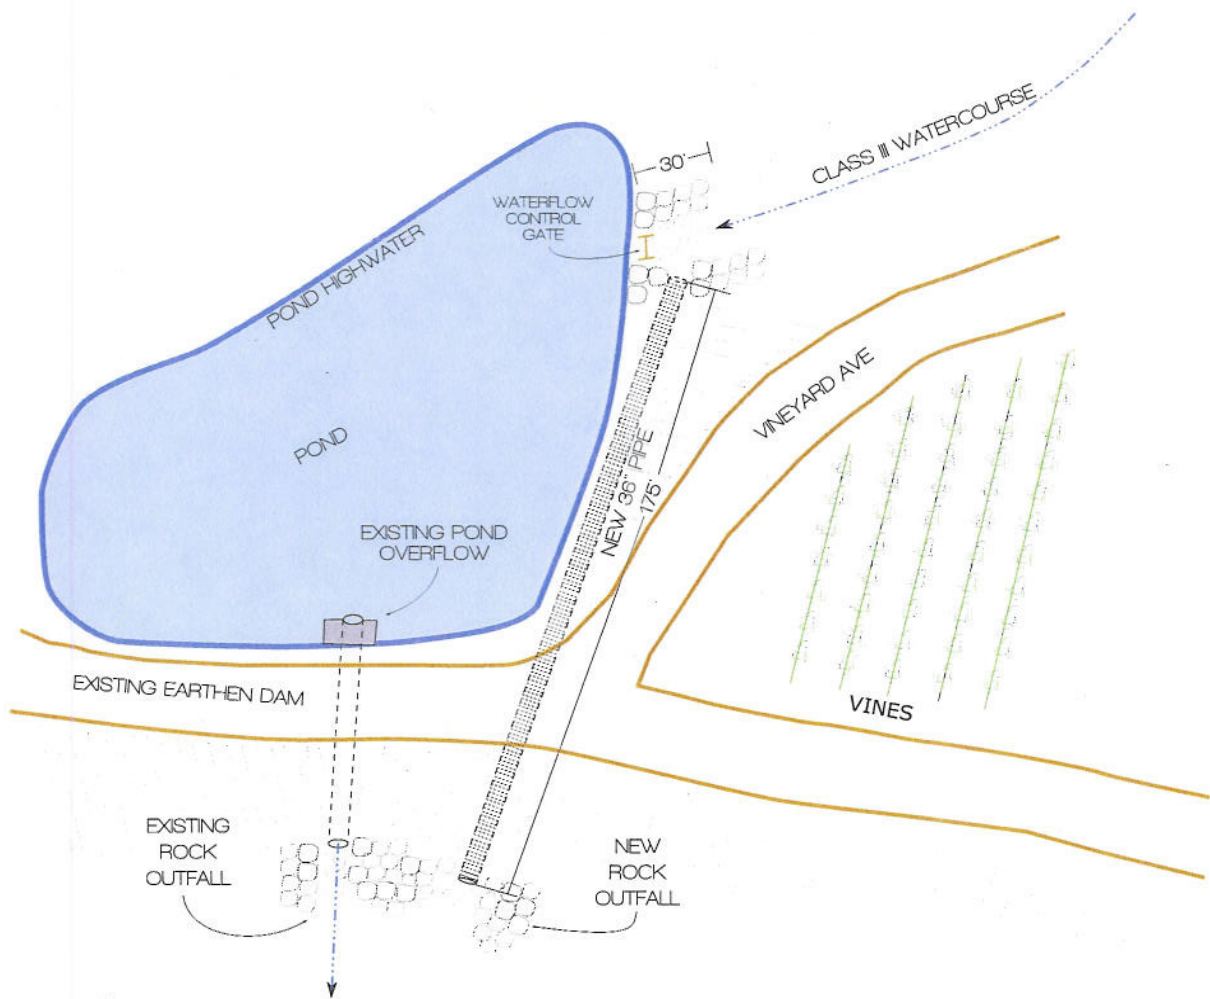 CLASS III WATERCOURSE
30'
WATERFLOW
CONTROL
GATE
POND HIGHWATER
VINEYARD AVE
POND
NEW 36" PIPE
175'
EXISTING POND
OVERFLOW
EXISTING EARTHEN DAM
VINES
EXISTING
ROCK
OUTFALL
NEW
ROCK
OUTFALL